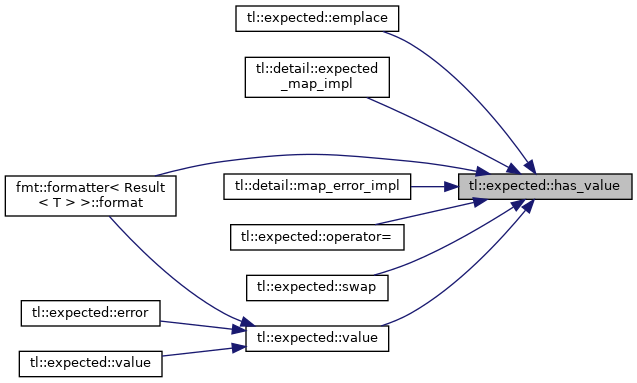 tl::expected::emplace
tl::detail::expected
_map_impl
fmt::formatter< Result
< T > >::format
tl::detail::map_error_impl
tl::expected::has_value
tl::expected::operator=
tl::expected::swap
tl::expected::error
tl::expected::value
tl::expected::value